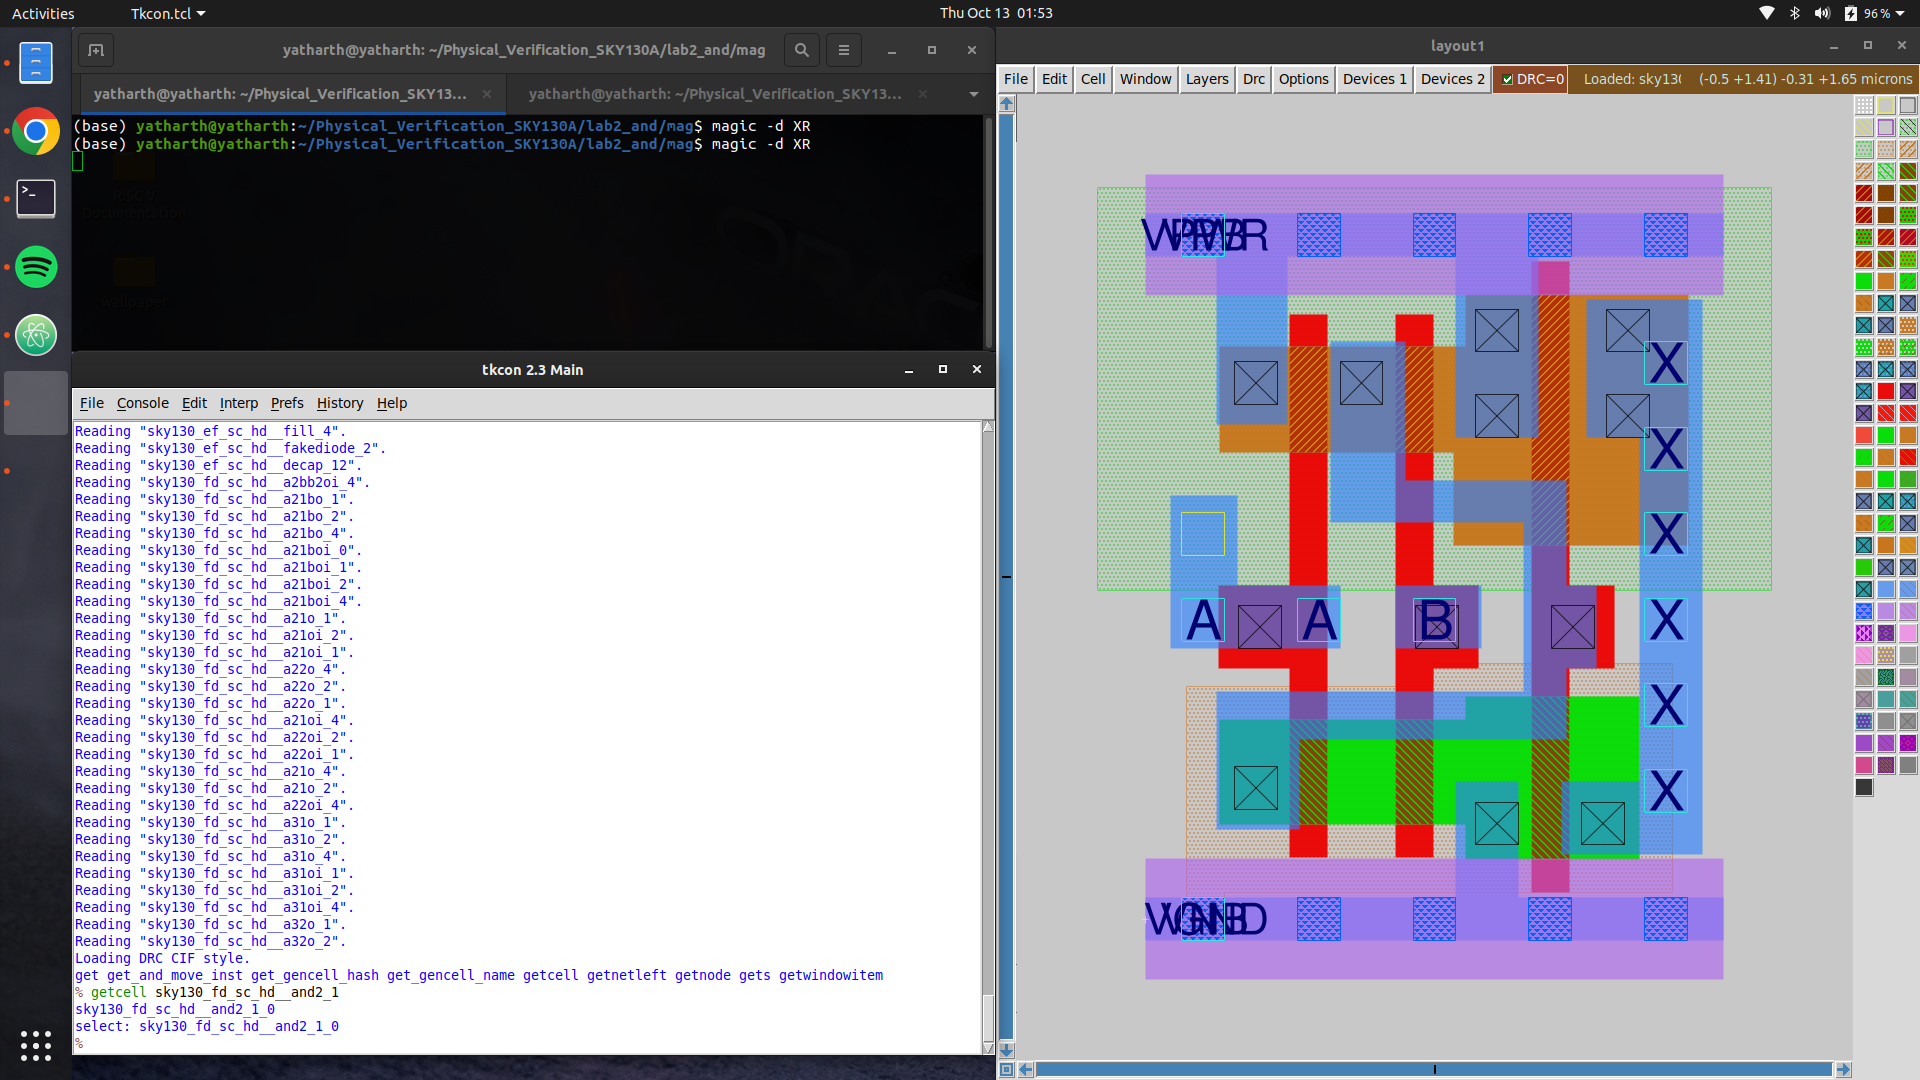 Activities
Tkcon.tcl
Thu Oct 13 01:53
96 %
yatharth@yatharth: ~/Physical_Verification_SKY130A/lab2_and/mag
yatharth@yatharth: ~/Physical_Verification_SKY13...
yatharth@yatharth: ~/Physical_Verification_SKY13...
(base) yatharth@yatharth:~/Physical_Verification_SKY130A/lab2_and/mag$ magic -d XR
(base) yatharth@yatharth:~/Physical_Verification_SKY130A/lab2_and/mag$ magic -d XR
RISC V
Documentation
wallpaper
tkcon 2.3 Main
File Console Edit Interp Prefs History Help
Reading "sky130_ef_sc_hd__fill_4".
Reading "sky130_ef_sc_hd__fakediode_2".
Reading "sky130_ef_sc_hd__decap_12".
Reading "sky130_fd_sc_hd__a2bb2oi_4".
Reading "sky130_fd_sc_hd__a21bo_1".
Reading "sky130_fd_sc_hd__a21bo_2".
Reading "sky130_fd_sc_hd__a21bo_4".
Reading "sky130_fd_sc_hd__a21boi_0".
Reading "sky130_fd_sc_hd__a21boi_1".
Reading "sky130_fd_sc_hd__a21boi_2".
Reading "sky130_fd_sc_hd__a21boi_4".
Reading "sky130_fd_sc_hd__a21o_1".
Reading "sky130_fd_sc_hd__a21oi_2".
Reading "sky130_fd_sc_hd__a21oi_1".
Reading "sky130_fd_sc_hd__a22o_4".
Reading "sky130_fd_sc_hd__a22o_2".
Reading "sky130_fd_sc_hd__a22o_1".
Reading "sky130_fd_sc_hd__a21oi_4".
Reading "sky130_fd_sc_hd__a22oi_2".
Reading "sky130_fd_sc_hd__a22oi_1".
Reading "sky130_fd_sc_hd__a21o_4".
Reading "sky130_fd_sc_hd__a21o_2".
Reading "sky130_fd_sc_hd__a22oi_4".
Reading "sky130_fd_sc_hd__a31o_1".
Reading "sky130_fd_sc_hd__a31o_2".
Reading "sky130_fd_sc_hd__a31o_4".
Reading "sky130_fd_sc_hd__a31oi_1".
Reading "sky130_fd_sc_hd__a31oi_2".
Reading "sky130_fd_sc_hd__a31oi_4".
Reading "sky130_fd_sc_hd__a32o_1".
Reading "sky130_fd_sc_hd__a32o_2".
Loading DRC CIF style.
get get_and_move_inst get_gencell_hash get_gencell_name getcell getnetleft getnode gets getwindowitem
% getcell sky130_fd_sc_hd__and2_1
sky130_fd_sc_hd__and2_1_0
select: sky130_fd_sc_hd__and2_1_0
%
layout1
File Edit Cell Window Layers Drc Options Devices 1 Devices 2 DRC=0 Loaded: sky13 (-0.5 +1.41) -0.31 +1.65 microns
X
X
X
A A B X
X
X